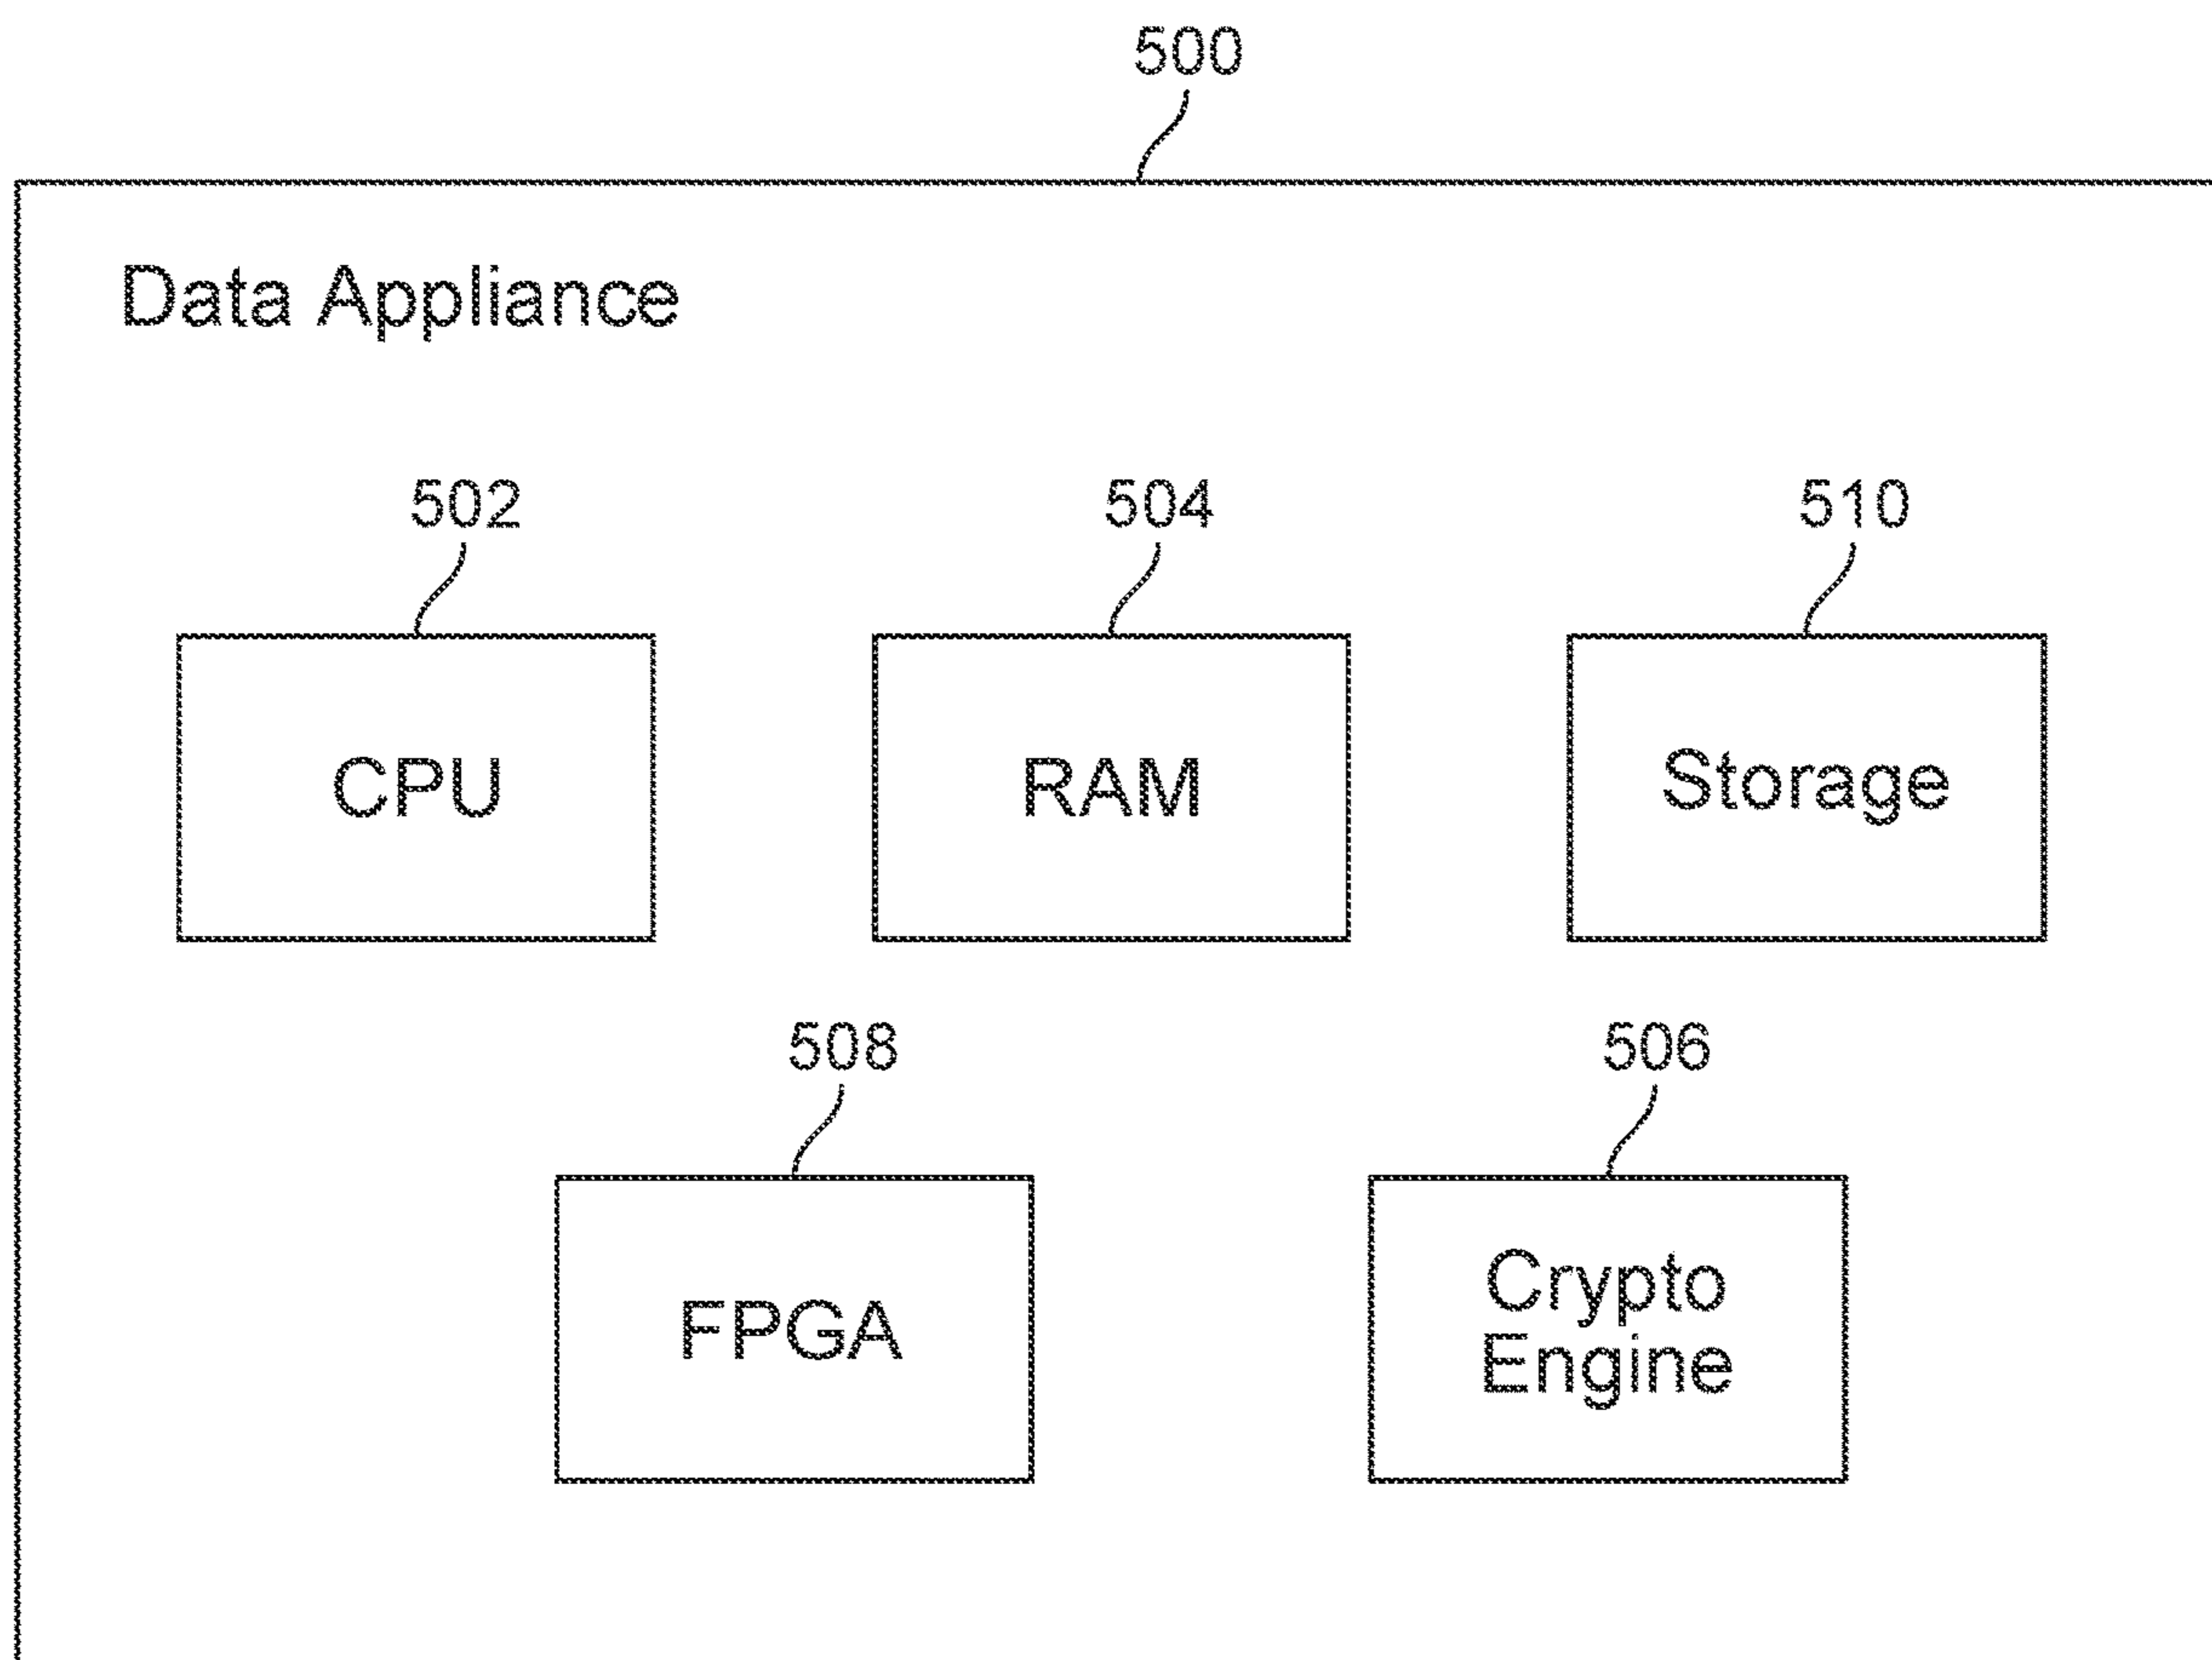 500
Data Appliance
502
504
510
CPU
RAM
Storage
508
506
FPGA
Crypto
Engine